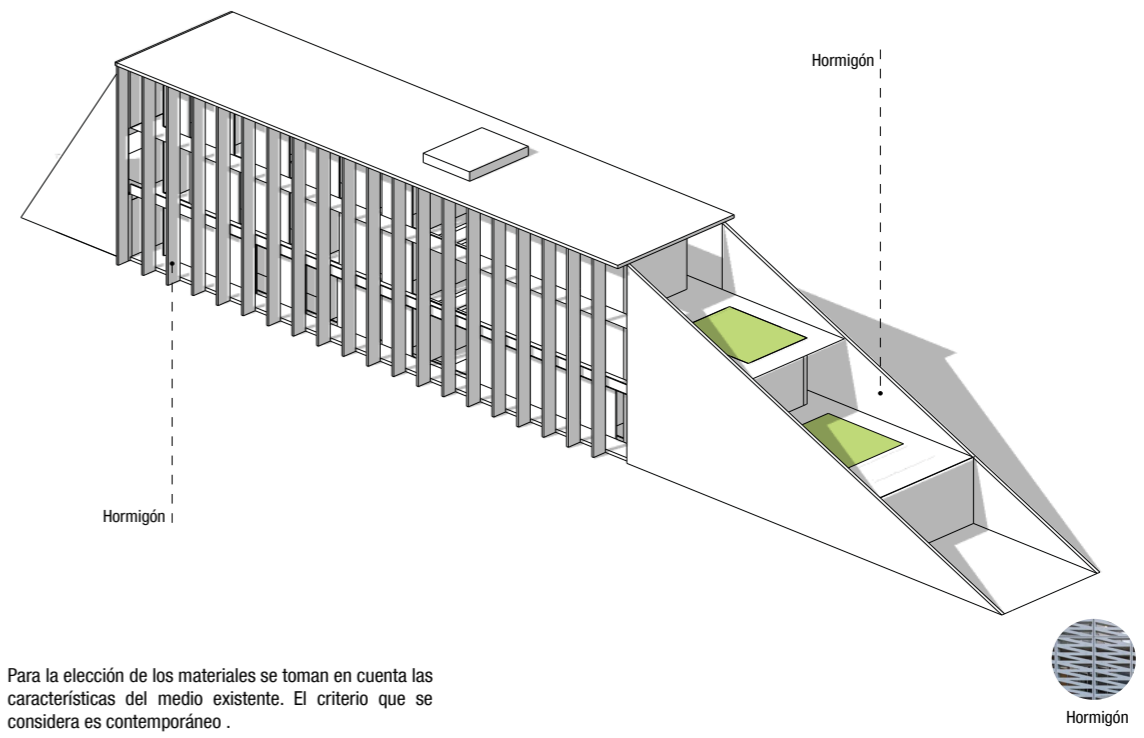 Hormigón
Hormigón
Para la elección de los materiales se toman en cuenta las
características del medio existente. El criterio que se
considera es contemporáneo .
Hormigón